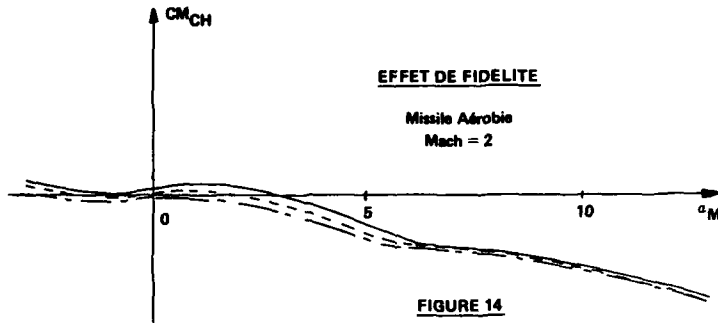 CM_CH
EFFET DE FIDELITE
Missile Aérobie
Mach = 2
0
5
10
α_M
FIGURE 14